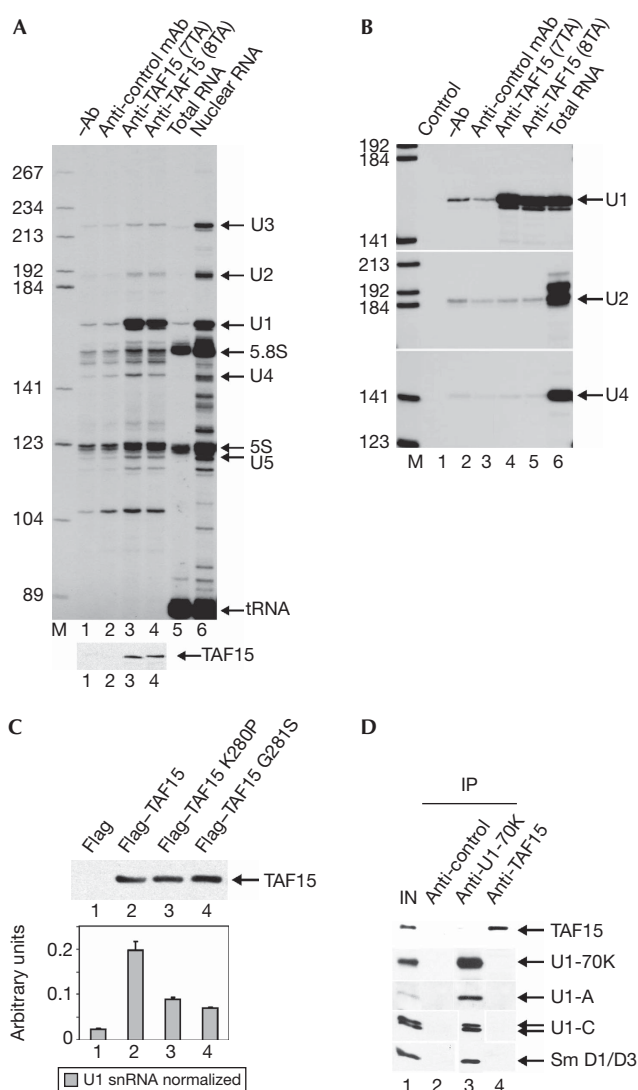 A
–Ab
Anti-control mAb
Anti-TAF15 (7TA)
Anti-TAF15 (8TA)
Total RNA
Nuclear RNA
267
234
213
192
184
141
123
104
89
U3
U2
U1
5.8S
U4
5S
U5
tRNA
M 1 2 3 4 5 6
TAF15
1 2 3 4
B
Control
–Ab
Anti-control mAb
Anti-TAF15 (7TA)
Anti-TAF15 (8TA)
Total RNA
192
184
141
U1
213
192
184
U2
141
123
U4
M 1 2 3 4 5 6
C
Flag
Flag–TAF15
Flag–TAF15 K280P
Flag–TAF15 G281S
TAF15
1 2 3 4
Arbitrary units
0.2
0.1
0
1 2 3 4
U1 snRNA normalized
D
IP
IN
Anti-control
Anti-U1-70K
Anti-TAF15
TAF15
U1-70K
U1-A
U1-C
Sm D1/D3
1 2 3 4